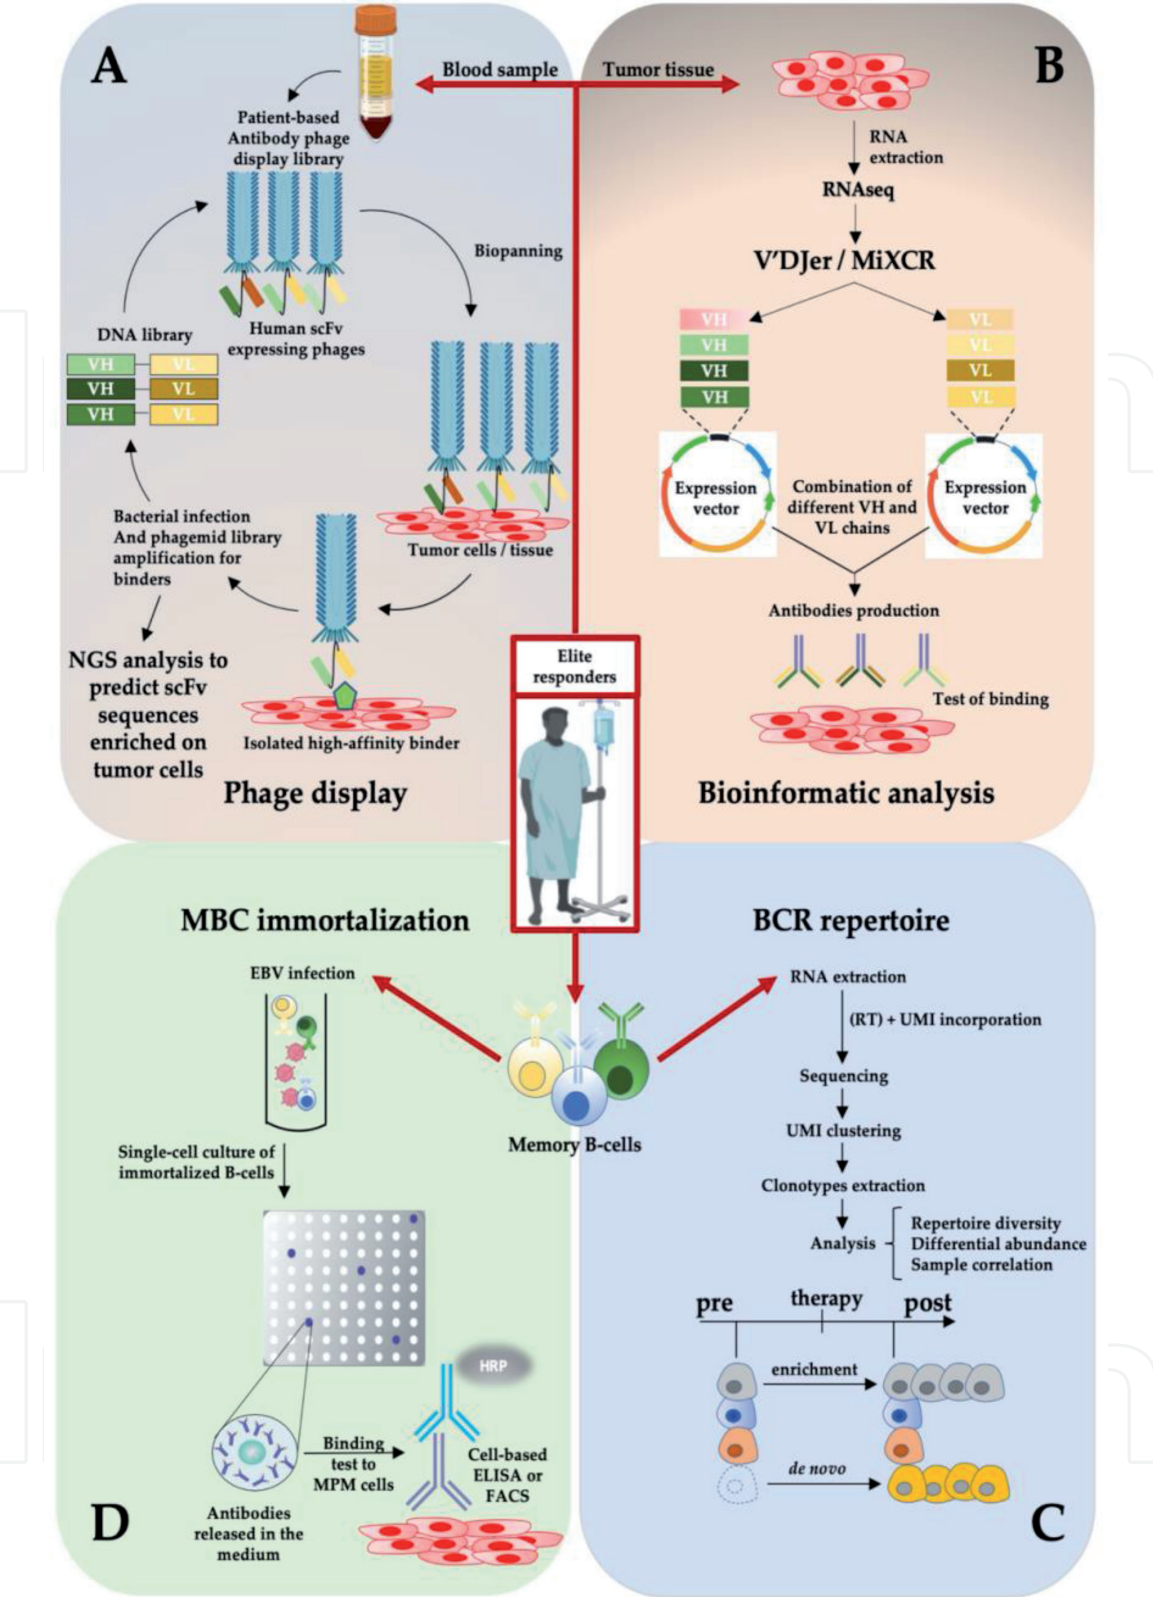 A
Blood sample
Tumor tissue
B
Patient-based
Antibody phage
display library
Biopanning
Human scFv
expressing phages
DNA library
VH VL
VH VL
VH VL
Bacterial infection
And phagemid library
amplification for
binders
Tumor cells / tissue
NGS analysis to
predict scFv
sequences
enriched on
tumor cells
Isolated high-affinity binder
Phage display
RNA
extraction
RNAseq
V'DJer / MiXCR
VH
VH
VH
VH
VL
VL
VL
VL
Expression
vector
Combination of
different VH and
VL chains
Expression
vector
Antibodies production
Test of binding
Bioinformatic analysis
Elite
responders
MBC immortalization
EBV infection
Memory B-cells
Single-cell culture of
immortalized B-cells
HRP
Binding
test to
MPM cells
Cell-based
ELISA or
FACS
Antibodies
released in the
medium
D
BCR repertoire
RNA extraction
(RT) + UMI incorporation
Sequencing
UMI clustering
Clonotypes extraction
Analysis
Repertoire diversity
Differential abundance
Sample correlation
pre
therapy
post
enrichment
de novo
C